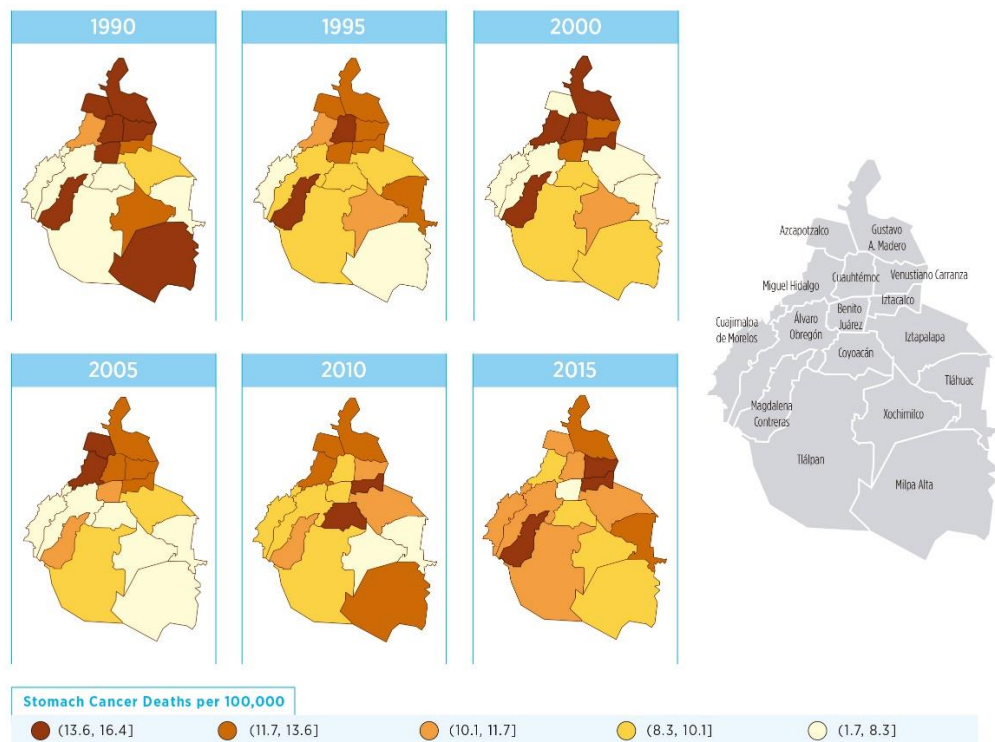 1990
1995
2000
2005
2010
2015
Azcapotzalco
Gustavo
A. Madero
Miguel Hidalgo
Cuauhtémoc
Venustiano Carranza
Iztacalco
Cuajimaloa
de Morelos
Álvaro
Obregón
Benito
Juárez
Iztapalapa
Coyoacán
Tláhuac
Magdalena
Contreras
Xochimilco
Tlálpan
Milpa Alta
Stomach Cancer Deaths per 100,000
(13.6, 16.4]
(11.7, 13.6]
(10.1, 11.7]
(8.3, 10.1]
(1.7, 8.3]